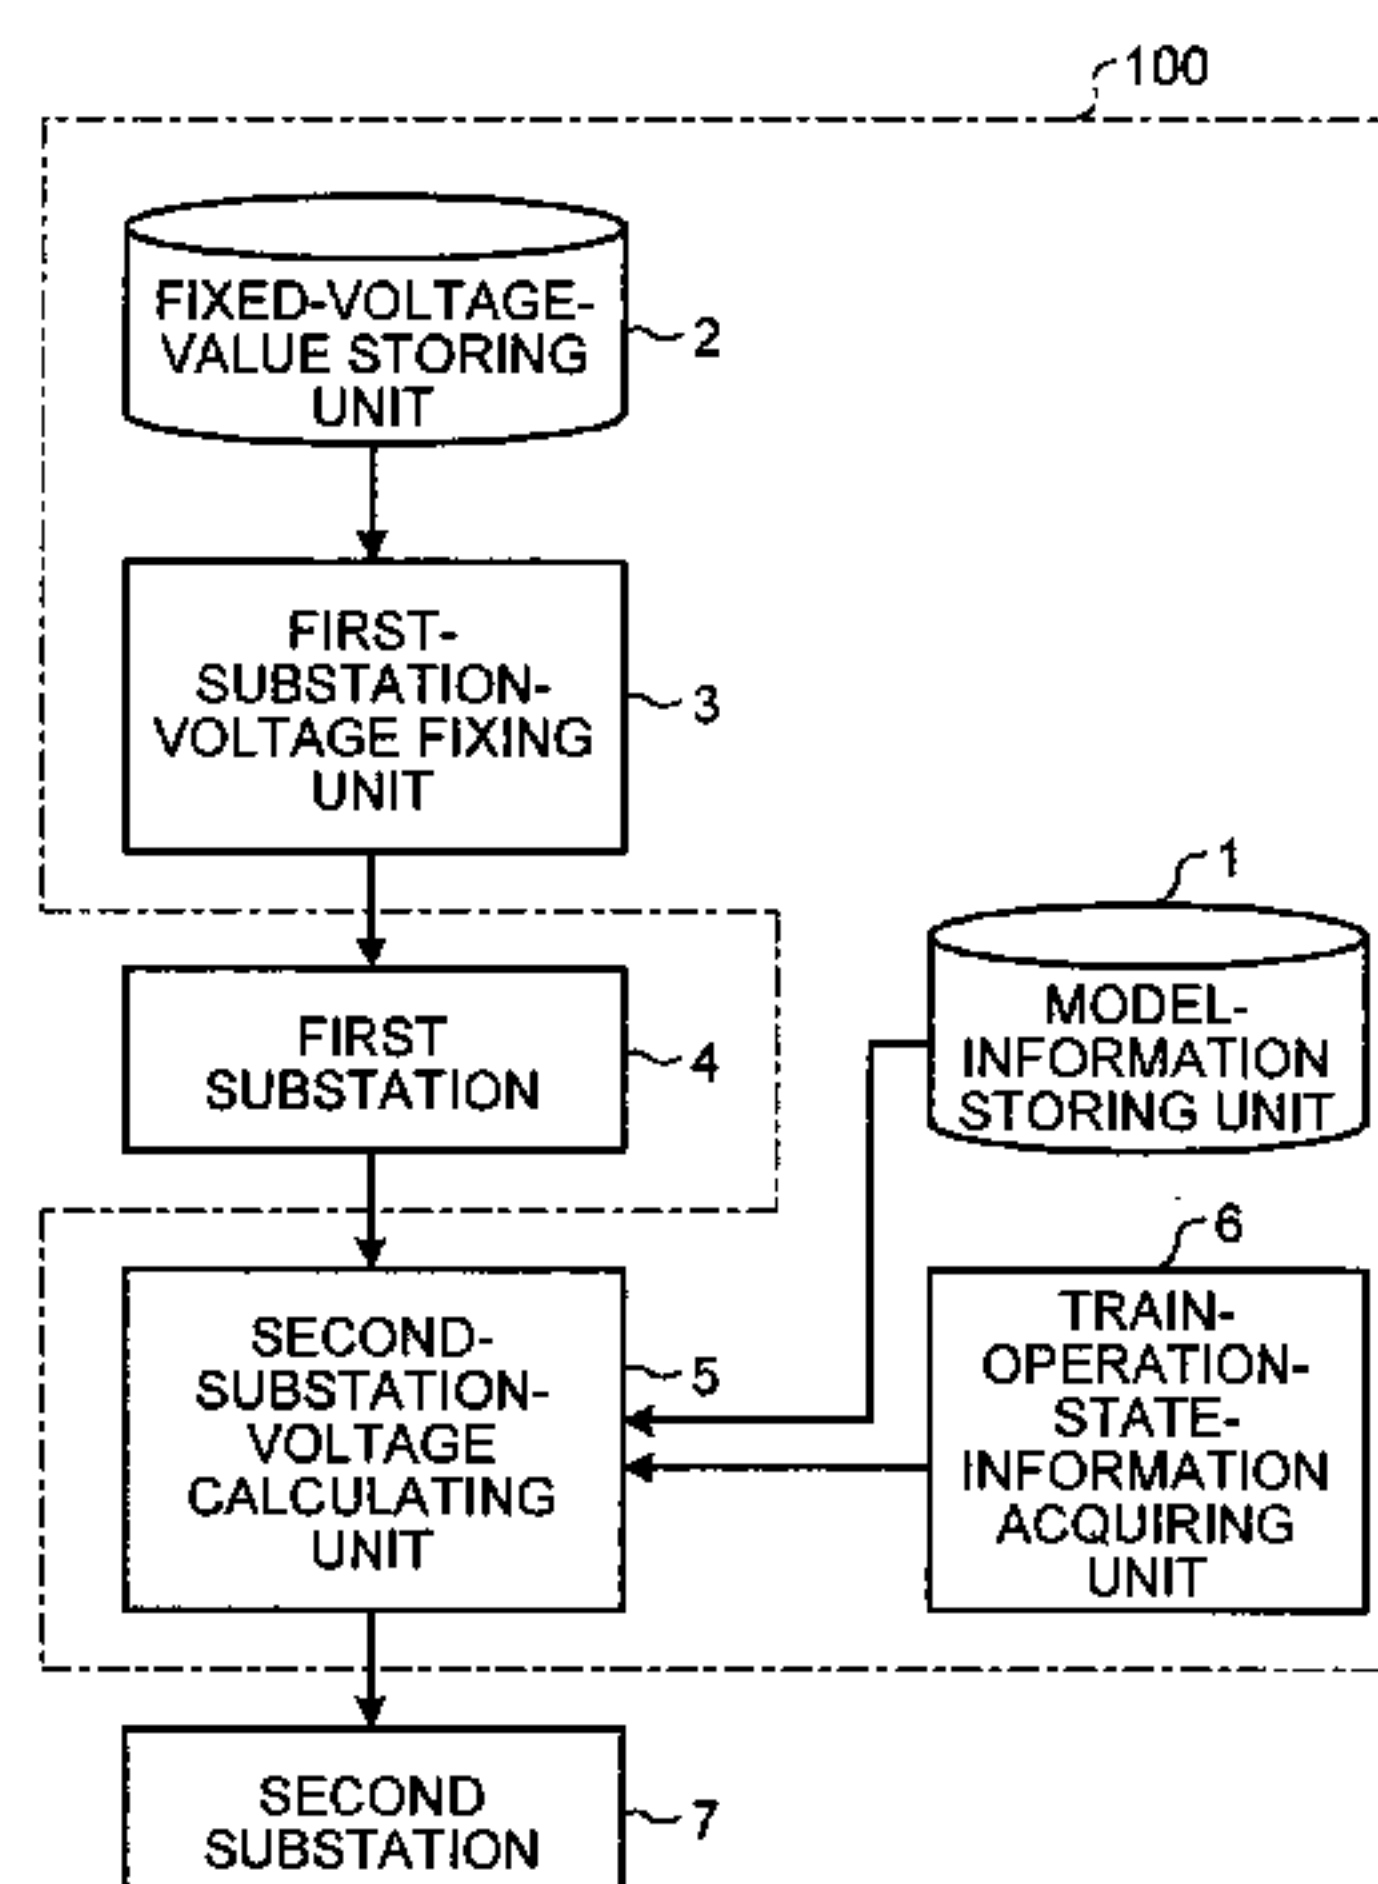 100
FIXED-VOLTAGE-
VALUE STORING
UNIT
2
FIRST-
SUBSTATION-
VOLTAGE FIXING
UNIT
3
FIRST
SUBSTATION
4
1
MODEL-
INFORMATION
STORING UNIT
SECOND-
SUBSTATION-
VOLTAGE
CALCULATING
UNIT
5
6
TRAIN-
OPERATION-
STATE-
INFORMATION
ACQUIRING
UNIT
SECOND
SUBSTATION
7